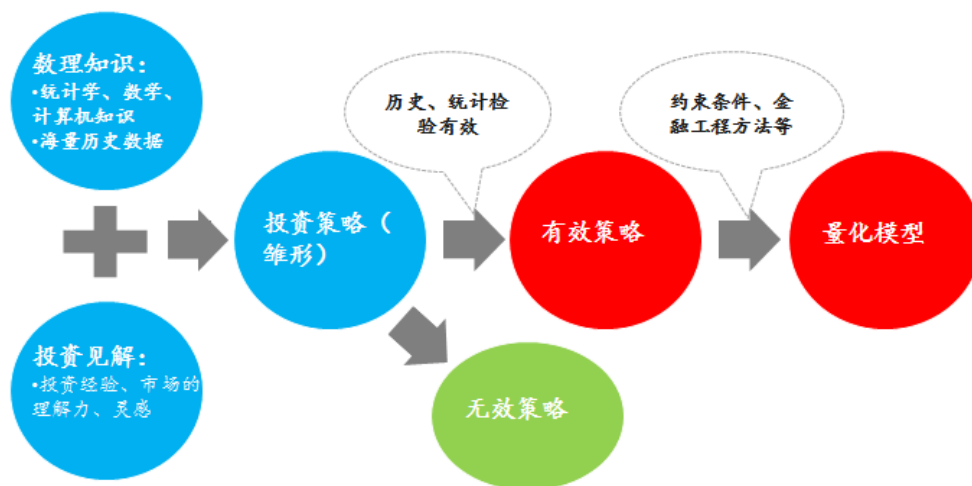 数理知识：
•统计学、数学、
计算机知识
•海量历史数据
投资见解：
•投资经验、市场的
理解力、灵感
投资策略（
雏形）
历史、统计检
验有效
有效策略
无效策略
约束条件、金
融工程方法等
量化模型